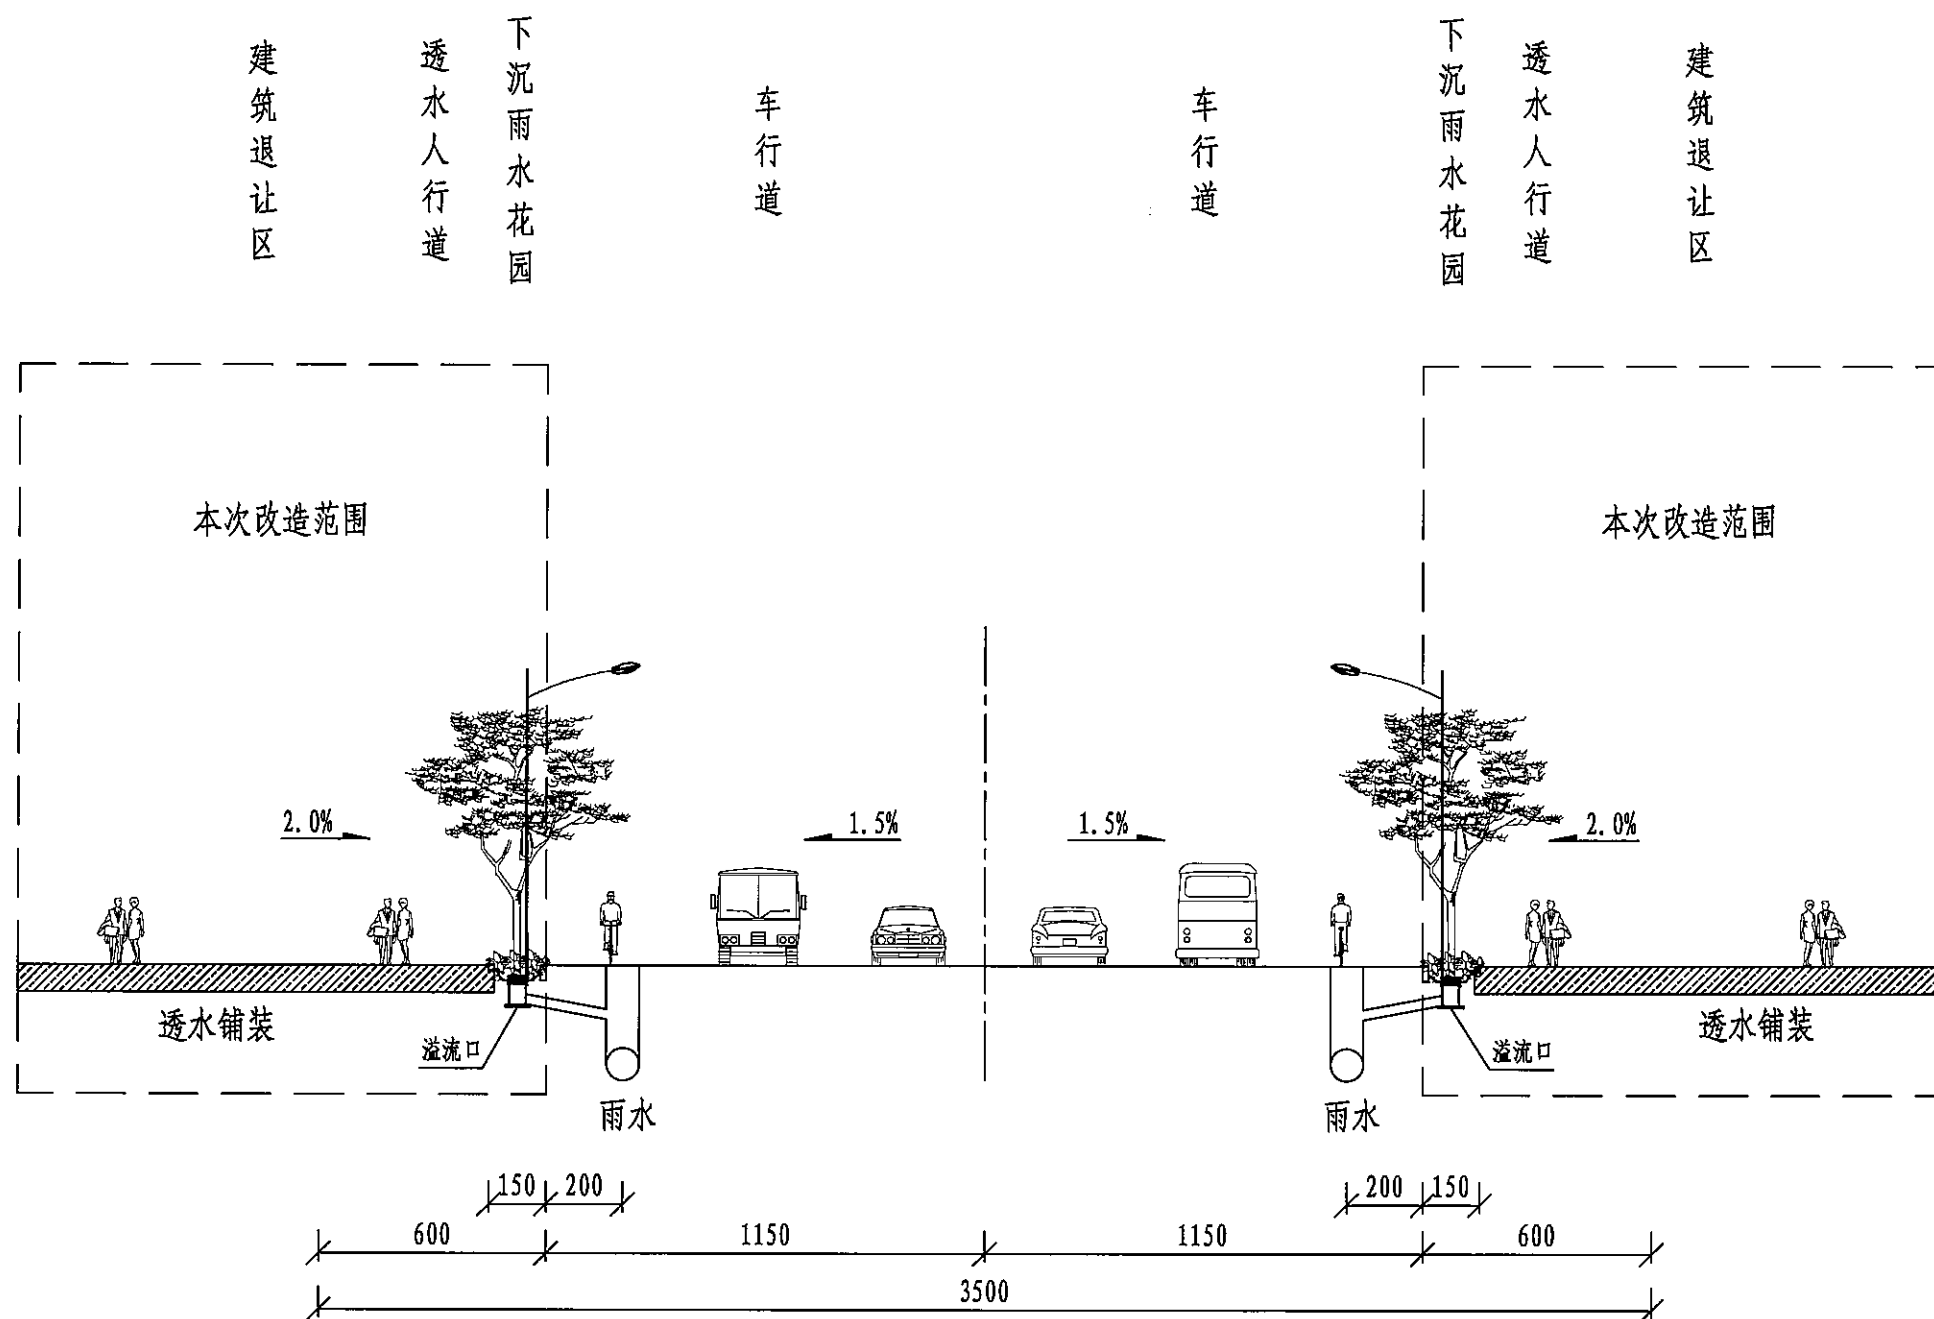 建筑退让区
透水人行道
下沉雨水花园
车行道
车行道
下沉雨水花园
透水人行道
建筑退让区
本次改造范围
本次改造范围
2.0%
1.5%
1.5%
2.0%
透水铺装
溢流口
溢流口
透水铺装
雨水
雨水
150
200
200
150
600
1150
1150
600
3500